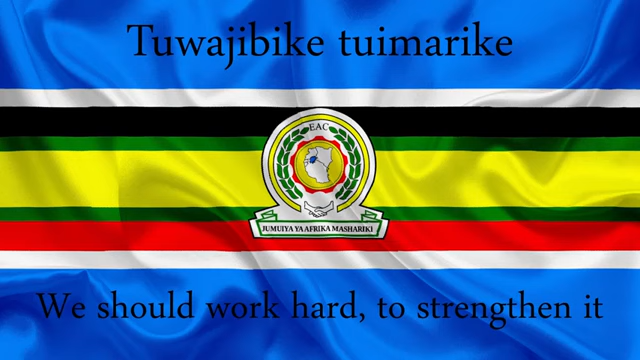 Tuwajibike tuimarike
EAC
JUMUIYA YA AFRIKA MASHARIKI
We should work hard, to strengthen it